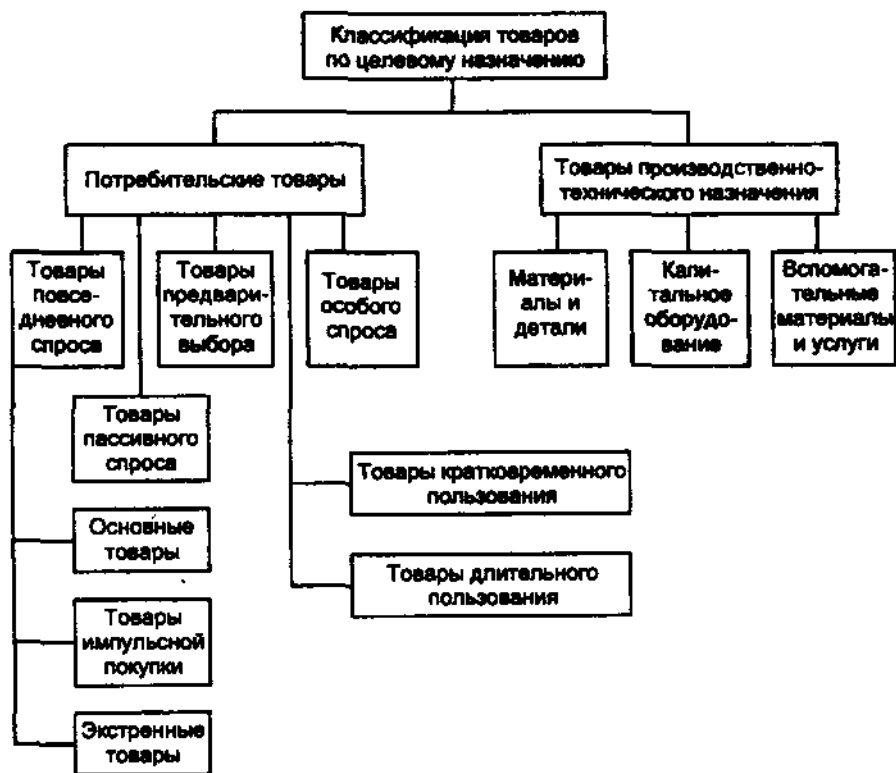 Классификация товаров
по целевому назначению
Потребительские товары
Товары производственно-
технического назначения
Товары
повсе-
дневного
спроса
Товары
предвари-
тельного
выбора
Товары
особого
спроса
Матери-
алы и
детали
Капи-
тальное
оборудо-
вание
Вспомога-
тельные
материалы
и услуги
Товары
пассивного
спроса
Товары кратковременного
пользования
Основные
товары
Товары длительного
пользования
Товары
импульсной
покупки
Экстренные
товары